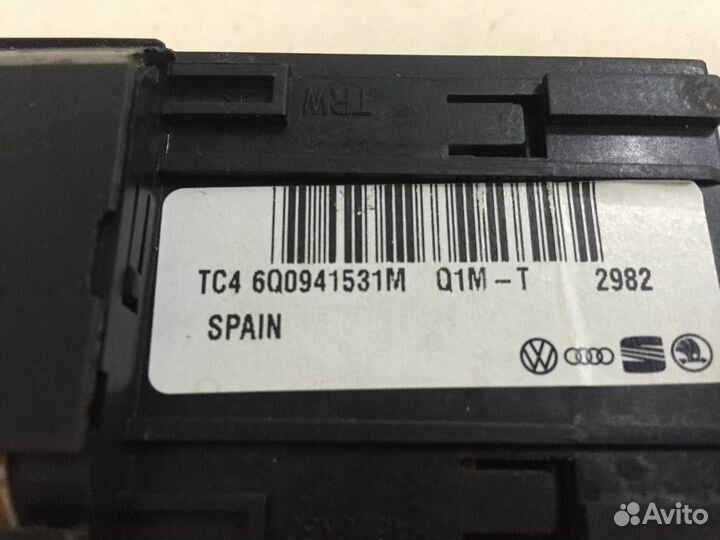 TRW
TC4 6Q0941531M Q1M-T 2982
SPAIN
Avito